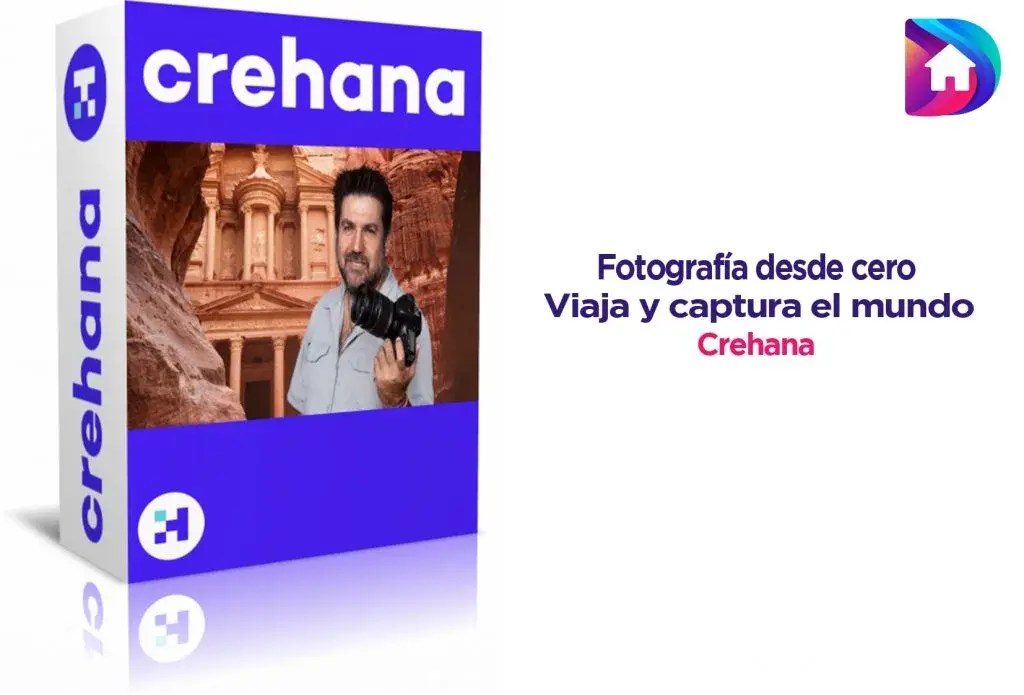 crehana
crehana
Fotografía desde cero
Viaja y captura el mundo
Crehana